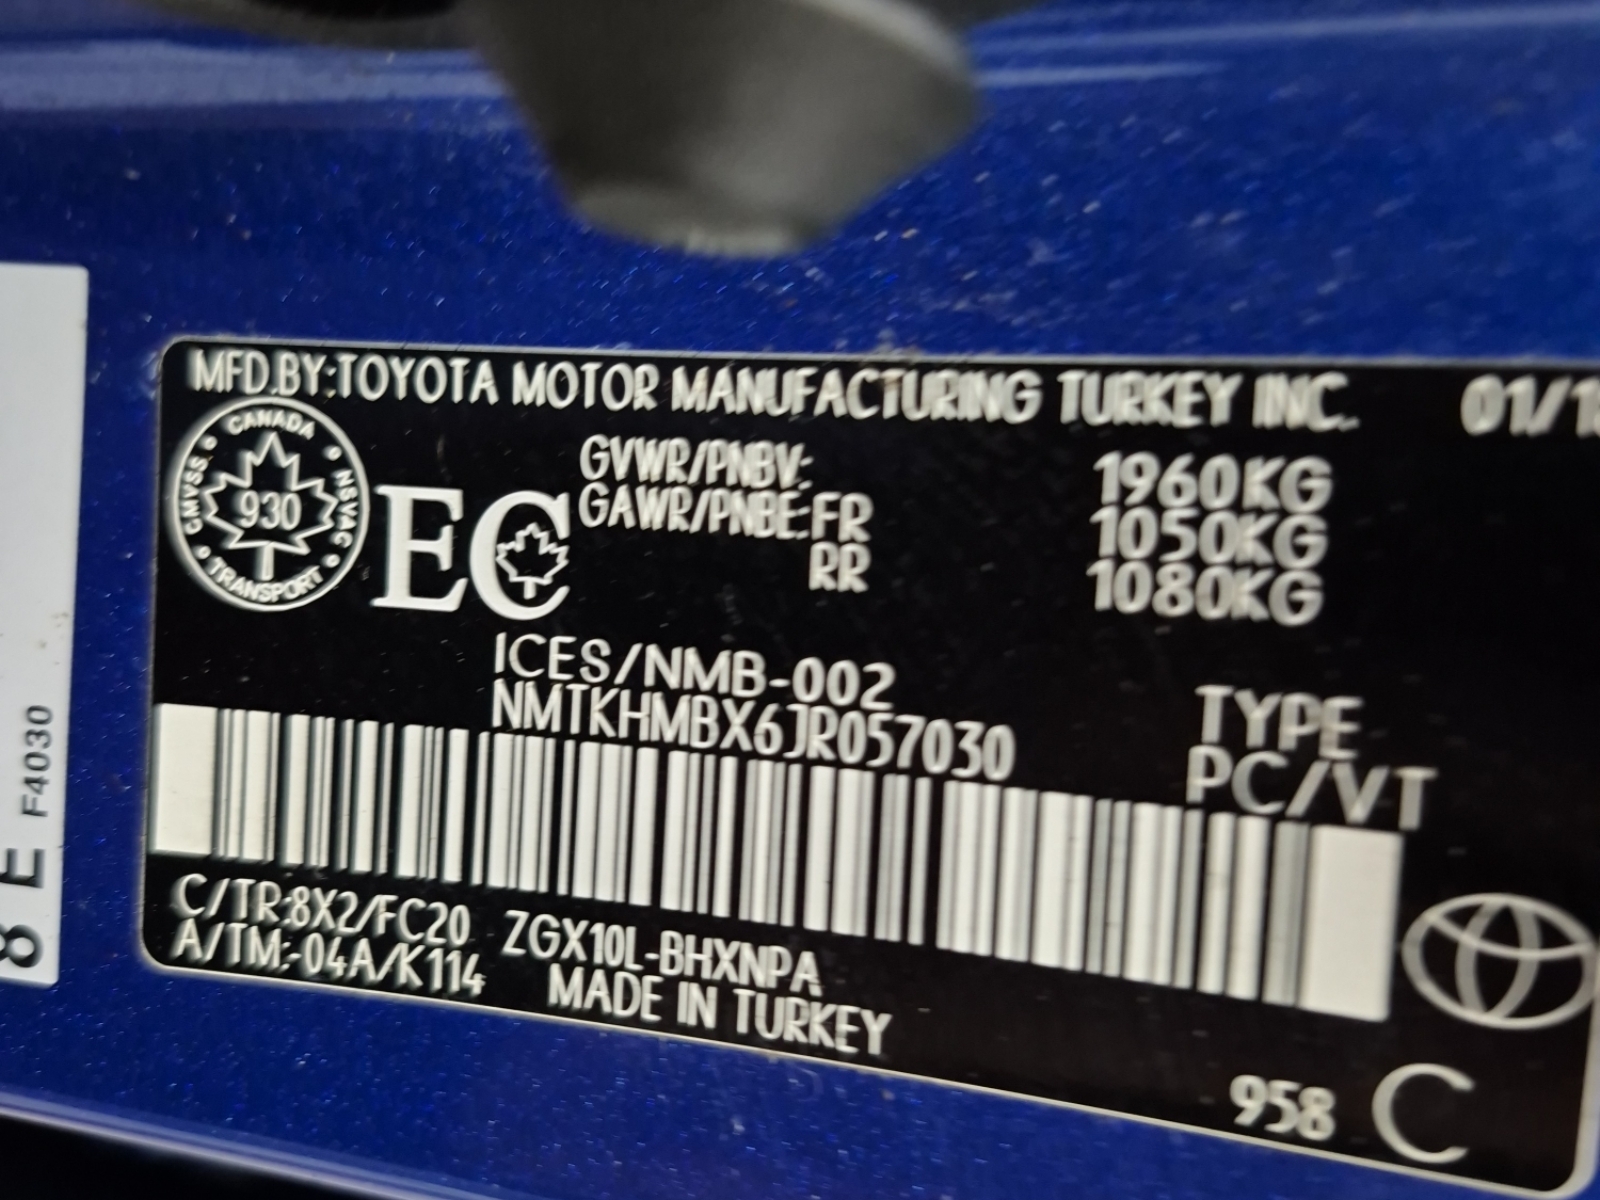 MFD.BY:TOYOTA MOTOR MANUFACTURING TURKEY INC. 01/18
CANADA
CMVSS 930 NSVAC
TRANSPORT
EC
GVWR/PNBV: 1960KG
GAWR/PNBE:FR 1050KG
RR 1080KG
ICES/NMB-002
NMTKHMBX6JR057030
TYPE
PC/VT
C/TR:8X2/FC20 ZGX10L-BHXNPA
A/TM:-04A/K114 MADE IN TURKEY
958 C
8 E F4030